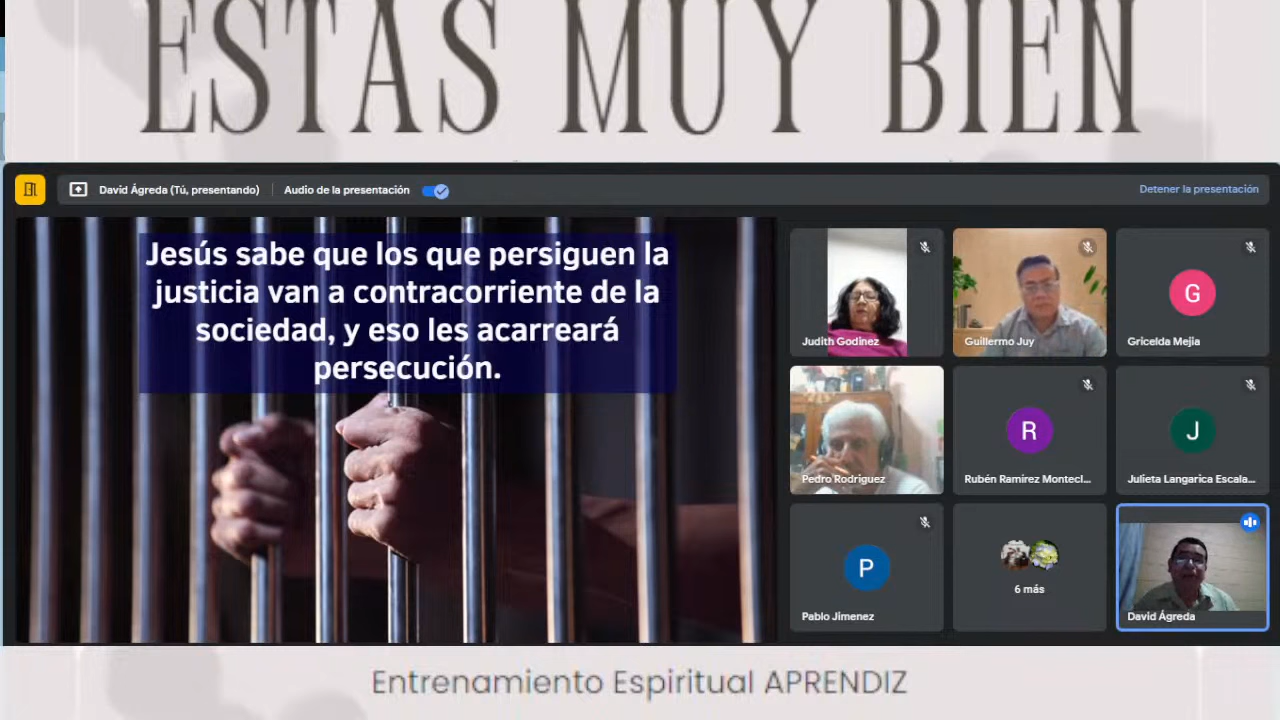 ESTAS MUY BIEN
David Ágreda (Tú, presentando)
Audio de la presentación
Detener la presentación
Jesús sabe que los que persiguen la
justicia van a contracorriente de la
sociedad, y eso les acarreará
persecución.
Judith Godinez
Guillermo Juy
G
Gricelda Mejia
Pedro Rodriguez
R
Rubén Ramírez Montecl...
J
Julieta Langarica Escala...
P
Pablo Jimenez
6 más
David Ágreda
Entrenamiento Espiritual APRENDIZ